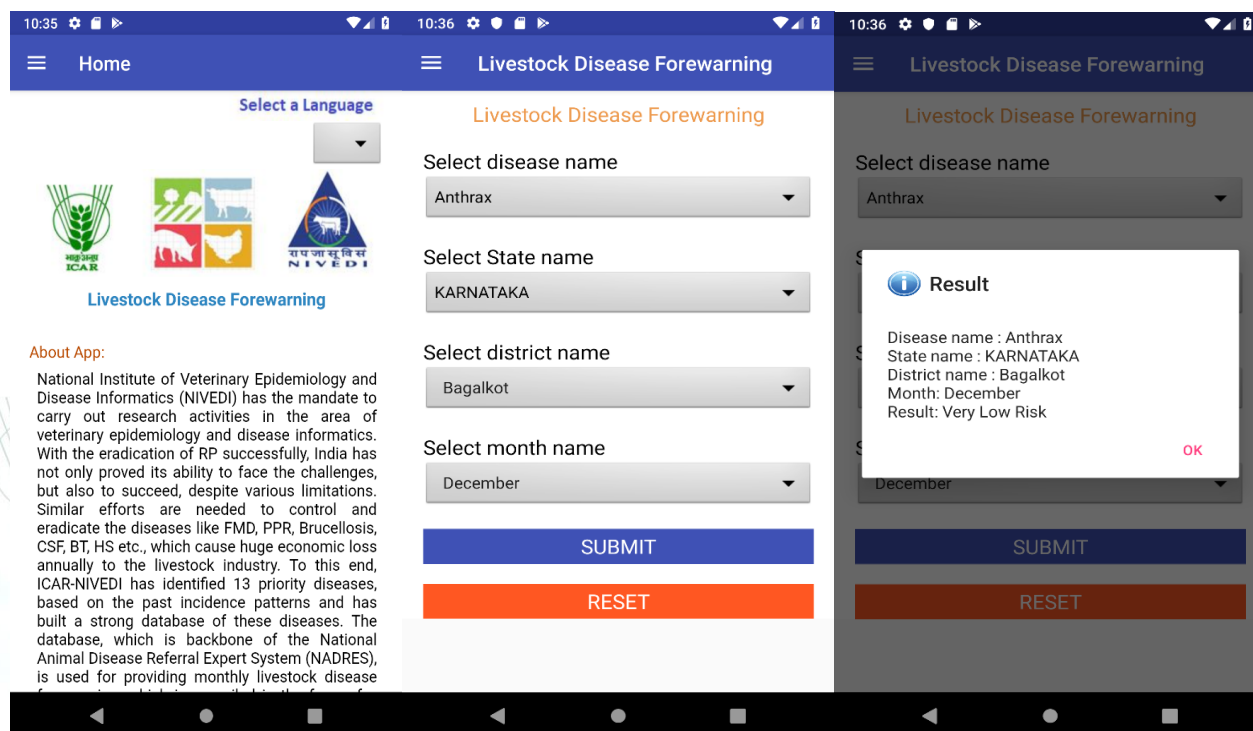 10:35
Home
Select a Language
ICAR
रा प जा सू वि सं
NIVEDI
Livestock Disease Forewarning
About App:
National Institute of Veterinary Epidemiology and
Disease Informatics (NIVEDI) has the mandate to
carry out research activities in the area of
veterinary epidemiology and disease informatics.
With the eradication of RP successfully, India has
not only proved its ability to face the challenges,
but also to succeed, despite various limitations.
Similar efforts are needed to control and
eradicate the diseases like FMD, PPR, Brucellosis,
CSF, BT, HS etc., which cause huge economic loss
annually to the livestock industry. To this end,
ICAR-NIVEDI has identified 13 priority diseases,
based on the past incidence patterns and has
built a strong database of these diseases. The
database, which is backbone of the National
Animal Disease Referral Expert System (NADRES),
is used for providing monthly livestock disease
10:36
Livestock Disease Forewarning
Livestock Disease Forewarning
Select disease name
Anthrax
Select State name
KARNATAKA
Select district name
Bagalkot
Select month name
December
SUBMIT
RESET
10:36
Livestock Disease Forewarning
Livestock Disease Forewarning
Select disease name
Anthrax
Result
Disease name : Anthrax
State name : KARNATAKA
District name : Bagalkot
Month: December
Result: Very Low Risk
OK
December
SUBMIT
RESET